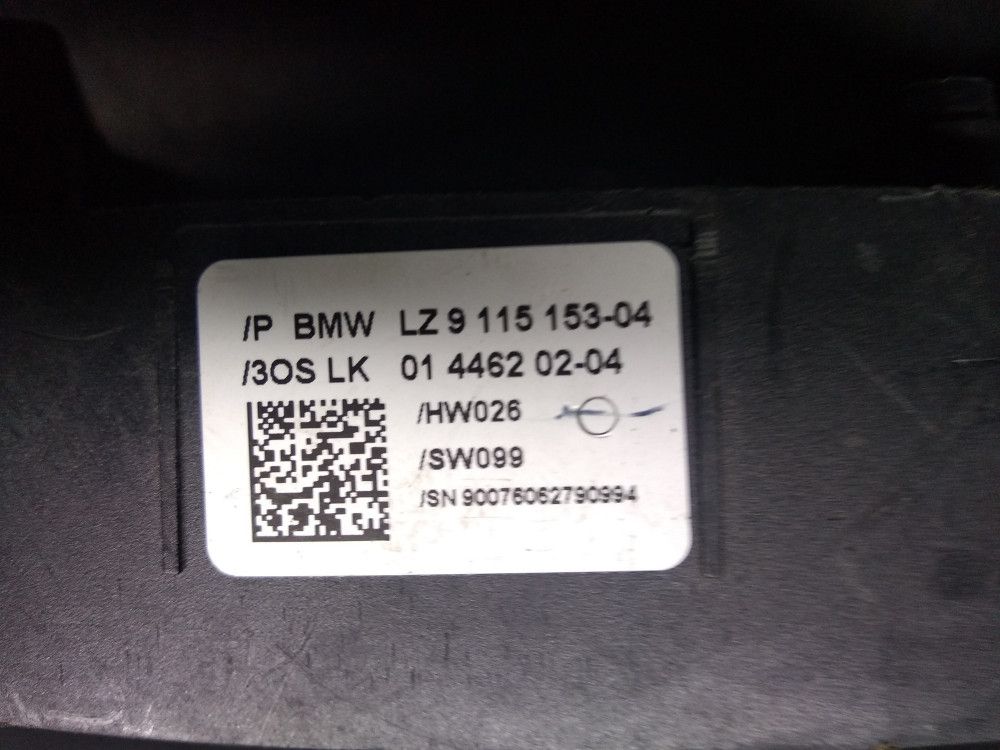 /P BMW LZ 9 115 153-04
/3OS LK 01 4462 02-04
/HW026
/SW099
/SN 90076062790994